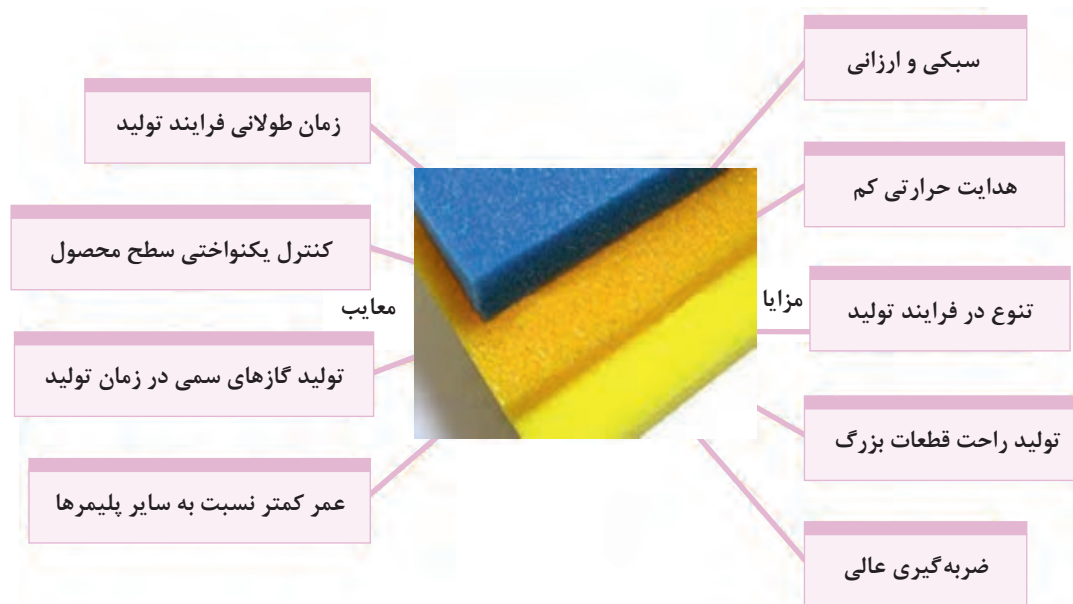 مزایا
سبکی و ارزانی
هدایت حرارتی کم
تنوع در فرایند تولید
تولید راحت قطعات بزرگ
ضربه‌گیری عالی
معایب
زمان طولانی فرایند تولید
کنترل یکنواختی سطح محصول
تولید گازهای سمی در زمان تولید
عمر کمتر نسبت به سایر پلیمرها